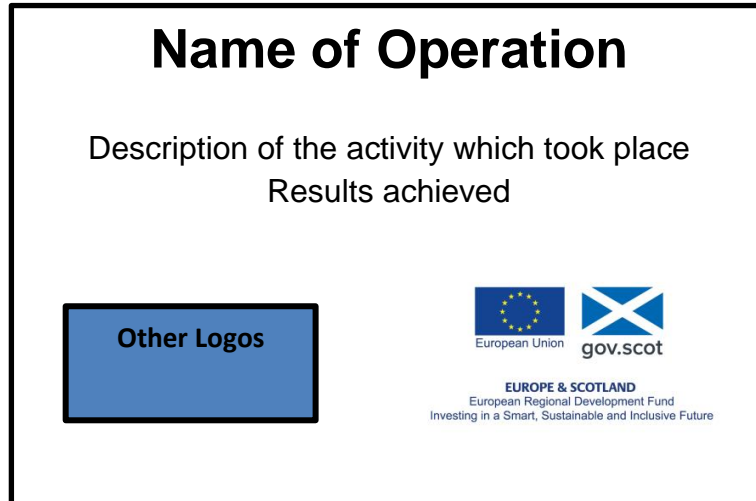 Name of Operation
Description of the activity which took place
Results achieved
Other Logos
European Union
gov.scot
EUROPE & SCOTLAND
European Regional Development Fund
Investing in a Smart, Sustainable and Inclusive Future